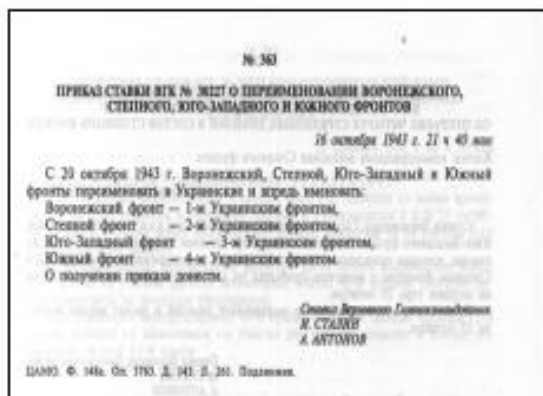 № 363
ПРИКАЗ СТАВКИ ВГК № 30227 О ПЕРЕИМЕНОВАНИИ ВОРОНЕЖСКОГО,
СТЕПНОГО, ЮГО-ЗАПАДНОГО И ЮЖНОГО ФРОНТОВ
16 октября 1943 г. 21 ч 40 мин
С 20 октября 1943 г. Воронежский, Степной, Юго-Западный и Южный
фронты переименовать в Украинские и впредь именовать:
Воронежский фронт — 1-м Украинским фронтом,
Степной фронт — 2-м Украинским фронтом,
Юго-Западный фронт — 3-м Украинским фронтом,
Южный фронт — 4-м Украинским фронтом.
О получении приказа донести.
Ставка Верховного Главнокомандования
И. СТАЛИН
А. АНТОНОВ
ЦАМО. Ф. 148а. Оп. 3763. Д. 143. Л. 261. Подлинник.